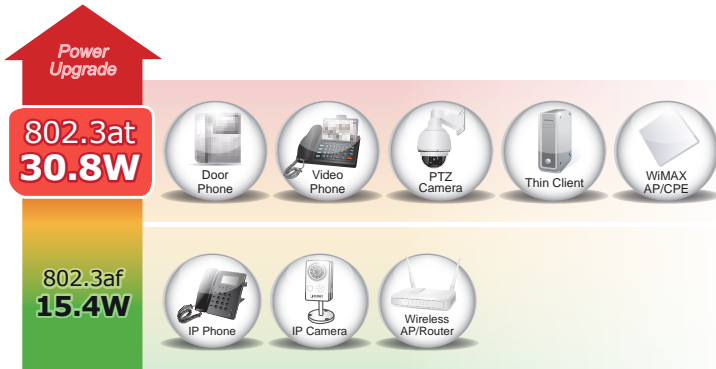 Power
Upgrade
802.3at
30.8W
Door
Phone
Video
Phone
PTZ
Camera
Thin Client
WiMAX
AP/CPE
802.3af
15.4W
IP Phone
IP Camera
Wireless
AP/Router